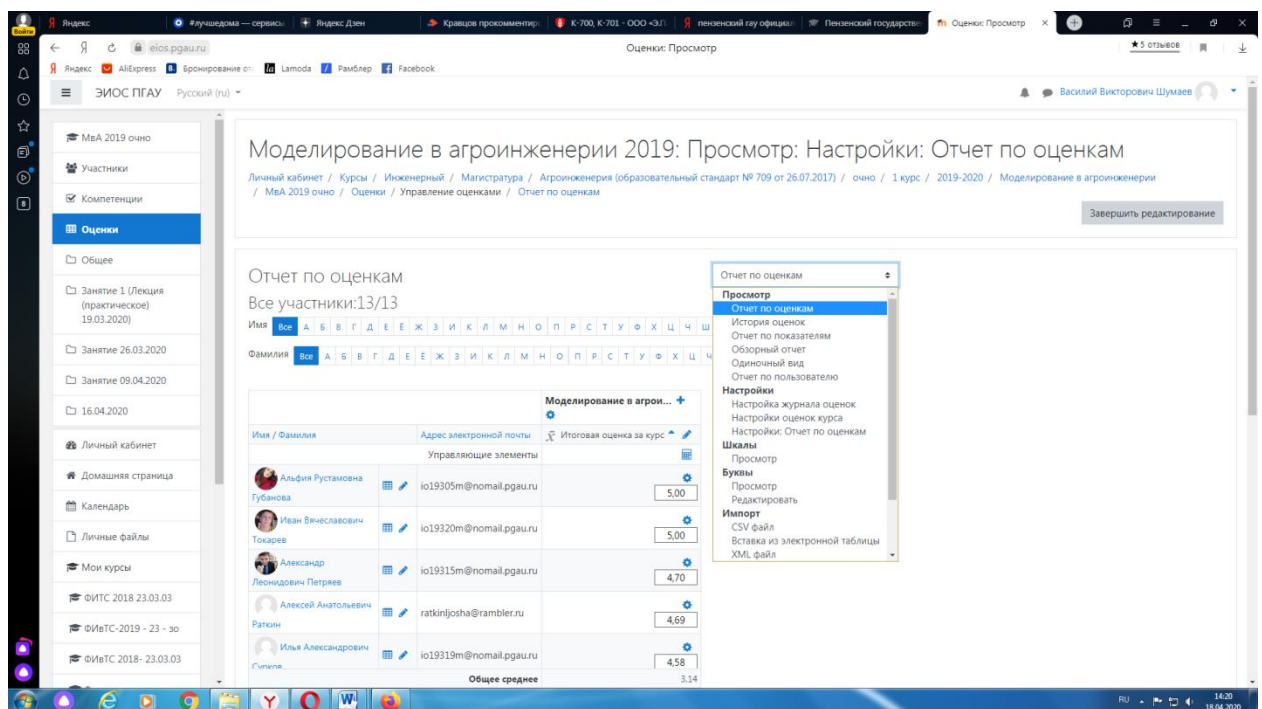 Войти
Яндекс
#лучшедома — сервисы
Яндекс Дзен
Кравцов прокомментиро
К-700, К-701 - ООО «ЭЛ
пензенский гау официал
Пензенский государстве
Оценки: Просмотр
eios.pgau.ru
Оценки: Просмотр
★5 отзывов
Яндекс
AliExpress
Бронирование от
Lamoda
Рамблер
Facebook
ЭИОС ПГАУ Русский (ru)
Василий Викторович Шумаев
МвА 2019 очно
Участники
Компетенции
Оценки
Общее
Занятие 1 (Лекция
(практическое)
19.03.2020)
Занятие 26.03.2020
Занятие 09.04.2020
16.04.2020
Личный кабинет
Домашняя страница
Календарь
Личные файлы
Мои курсы
ФИТС 2018 23.03.03
ФИвТС-2019 - 23 - зо
ФИвТС 2018- 23.03.03
Моделирование в агроинженерии 2019: Просмотр: Настройки: Отчет по оценкам
Личный кабинет / Курсы / Инженерный / Магистратура / Агроинженерия (образовательный стандарт № 709 от 26.07.2017) / очно / 1 курс / 2019-2020 / Моделирование в агроинженерии
/ МвА 2019 очно / Оценки / Управление оценками / Отчет по оценкам
Завершить редактирование
Отчет по оценкам
Все участники:13/13
Имя Все А Б В Г Д Е Ё Ж З И К Л М Н О П Р С Т У Ф Х Ц Ч Ш
Фамилия Все А Б В Г Д Е Ё Ж З И К Л М Н О П Р С Т У Ф Х Ц Ч
Отчет по оценкам
Просмотр
Отчет по оценкам
История оценок
Отчет по показателям
Обзорный отчет
Одиночный вид
Отчет по пользователю
Настройки
Настройка журнала оценок
Настройки оценок курса
Настройки: Отчет по оценкам
Шкалы
Просмотр
Буквы
Просмотр
Редактировать
Импорт
CSV файл
Вставка из электронной таблицы
XML файл
Моделирование в агрои...
Имя / Фамилия Адрес электронной почты x̄ Итоговая оценка за курс
Управляющие элементы
Альфия Рустамовна
Губанова
io19305m@nomail.pgau.ru
5,00
Иван Вячеславович
Токарев
io19320m@nomail.pgau.ru
5,00
Александр
Леонидович Петряев
io19315m@nomail.pgau.ru
4,70
Алексей Анатольевич
Раткин
ratkinljosha@rambler.ru
4,69
Илья Александрович
Сурков
io19319m@nomail.pgau.ru
4,58
Общее среднее 3.14
RU
14:20
18.04.2020